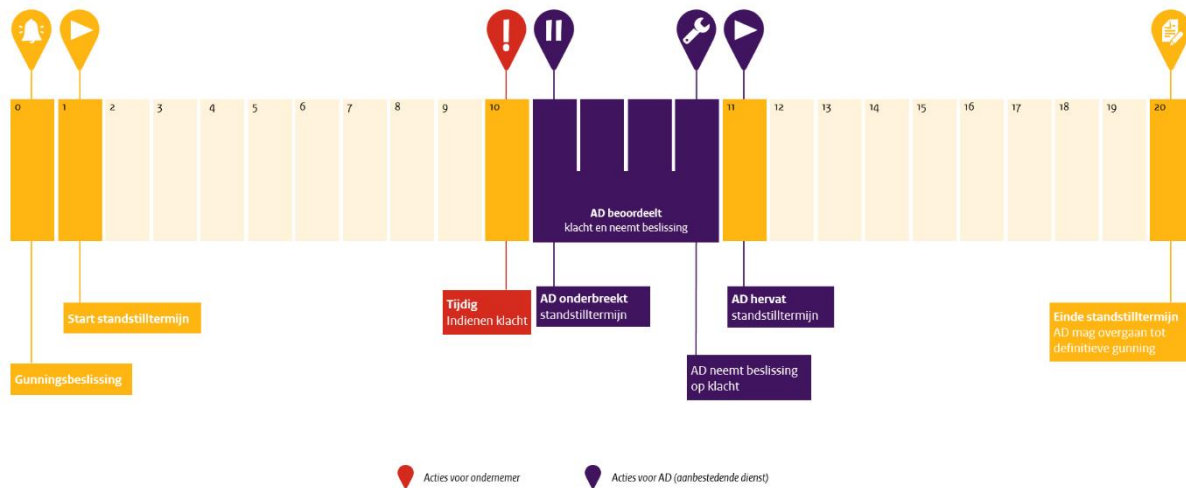 0 1 2 3 4 5 6 7 8 9 10 11 12 13 14 15 16 17 18 19 20
AD beoordeelt
klacht en neemt beslissing
Start standstilltermijn
Gunningsbeslissing
Tijdig
Indienen klacht
AD onderbreekt
standstilltermijn
AD hervat
standstilltermijn
AD neemt beslissing
op klacht
Einde standstilltermijn
AD mag overgaan tot
definitieve gunning
Acties voor ondernemer
Acties voor AD (aanbestedende dienst)